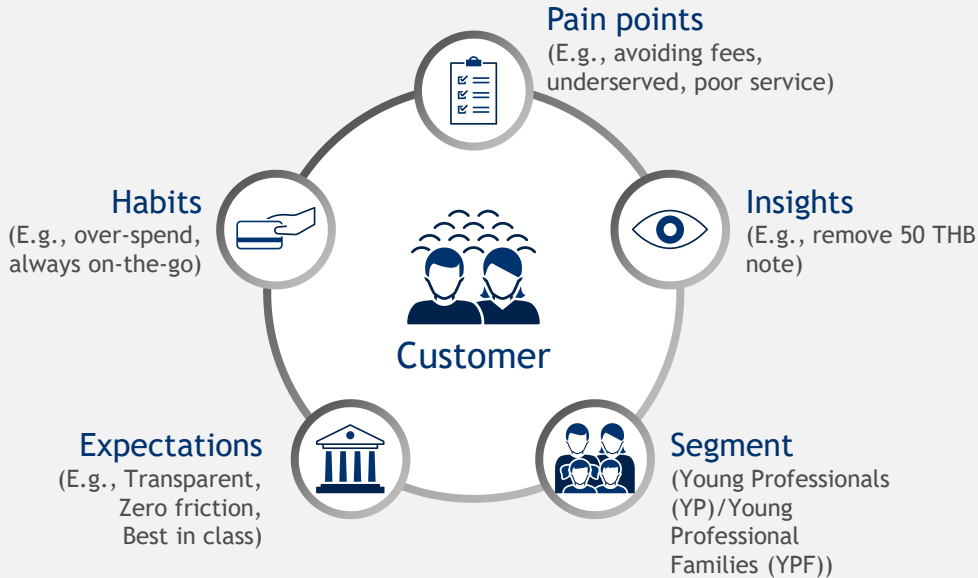 Pain points
(E.g., avoiding fees,
underserved, poor service)
Habits
(E.g., over-spend,
always on-the-go)
Insights
(E.g., remove 50 THB
note)
Customer
Expectations
(E.g., Transparent,
Zero friction,
Best in class)
Segment
(Young Professionals
(YP)/Young
Professional
Families (YPF))